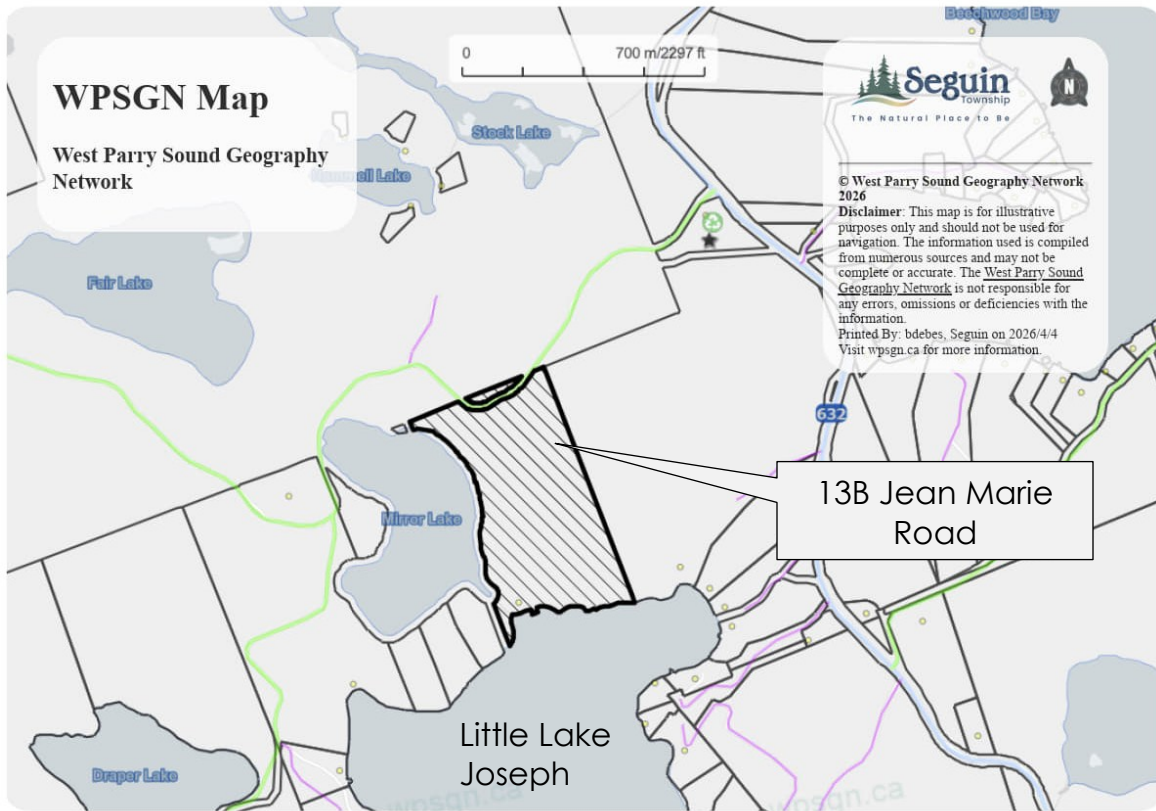 WPSGN Map
West Parry Sound Geography
Network
0 700 m/2297 ft
Beechwood Bay
Seguin
Township
The Natural Place to Be
N
© West Parry Sound Geography Network
2026
Disclaimer: This map is for illustrative
purposes only and should not be used for
navigation. The information used is compiled
from numerous sources and may not be
complete or accurate. The West Parry Sound
Geography Network is not responsible for
any errors, omissions or deficiencies with the
information.
Printed By: bdebes, Seguin on 2026/4/4
Visit wpsgn.ca for more information.
Stock Lake
Lake
Fair Lake
632
13B Jean Marie
Road
Mirror Lake
Little Lake
Joseph
Draper Lake
wpsgn.ca
wpsgn.ca